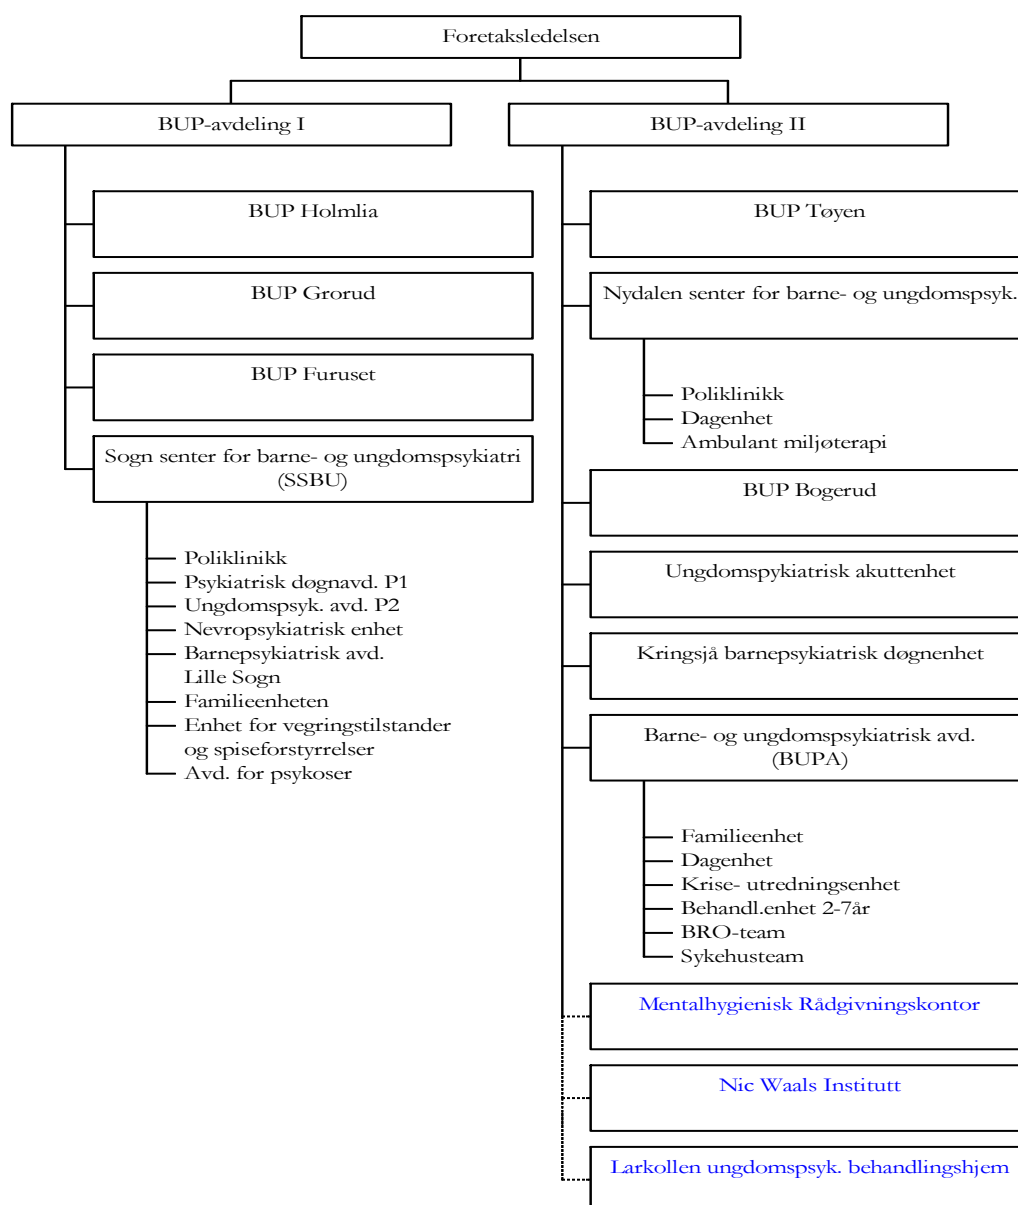 Foretaksledelsen
BUP-avdeling I
BUP Holmlia
BUP Grorud
BUP Furuset
Sogn senter for barne- og ungdomspsykiatri
(SSBU)
Poliklinikk
Psykiatrisk døgnavd. P1
Ungdomspsyk. avd. P2
Nevropsykiatrisk enhet
Barnepsykiatrisk avd.
Lille Sogn
Familieenheten
Enhet for vegringstilstander
og spiseforstyrrelser
Avd. for psykoser
BUP-avdeling II
BUP Tøyen
Nydalen senter for barne- og ungdomspsyk.
Poliklinikk
Dagenhet
Ambulant miljøterapi
BUP Bogerud
Ungdomspykiatrisk akuttenhet
Kringsjå barnepsykiatrisk døgnenhet
Barne- og ungdomspsykiatrisk avd.
(BUPA)
Familieenhet
Dagenhet
Krise- utredningsenhet
Behandl.enhet 2-7år
BRO-team
Sykehusteam
Mentalhygienisk Rådgivningskontor
Nic Waals Institutt
Larkollen ungdomspsyk. behandlingshjem